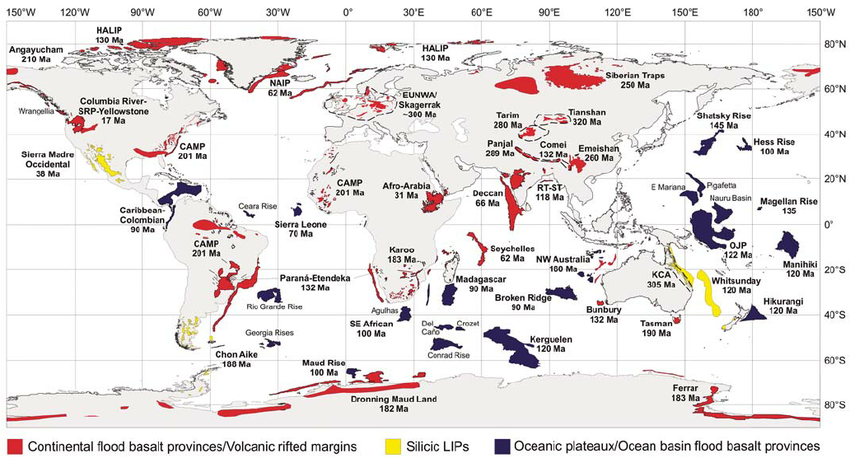 150°W 120°W 90°W 60°W 30°W 0° 30°E 60°E 90°E 120°E 150°E 180° 150°W
HALIP
130 Ma
Angayucham
210 Ma
HALIP
130 Ma
80°N
NAIP
62 Ma
Siberian Traps
250 Ma
60°N
Wrangellia
Columbia River-
SRP-Yellowstone
17 Ma
EUNWA/
Skagerrak
~300 Ma
Tarim
280 Ma
Tianshan
320 Ma
Shatsky Rise
145 Ma
40°N
CAMP
201 Ma
Panjal
289 Ma
Comei
132 Ma
Emeishan
260 Ma
Hess Rise
100 Ma
Sierra Madre
Occidental
38 Ma
CAMP
201 Ma
Afro-Arabia
31 Ma
Deccan
66 Ma
RT-ST
118 Ma
E Mariana
Pigafetta
Nauru Basin
20°N
Caribbean-
Colombian
90 Ma
Ceara Rise
Sierra Leone
70 Ma
Magellan Rise
135
0°
CAMP
201 Ma
Karoo
183 Ma
Seychelles
62 Ma
NW Australia
160 Ma
OJP
122 Ma
Manihiki
120 Ma
20°S
Paraná-Etendeka
132 Ma
Madagascar
90 Ma
KCA
305 Ma
Whitsunday
120 Ma
Rio Grande Rise
Agulhas
Broken Ridge
90 Ma
Bunbury
132 Ma
Hikurangi
120 Ma
SE African
100 Ma
Tasman
190 Ma
40°S
Georgia Rises
Del
Caño
Crozet
Conrad Rise
Kerguelen
120 Ma
Chon Aike
188 Ma
Maud Rise
100 Ma
60°S
Dronning Maud Land
182 Ma
Ferrar
183 Ma
80°S
Continental flood basalt provinces/Volcanic rifted margins Silicic LIPs Oceanic plateaux/Ocean basin flood basalt provinces